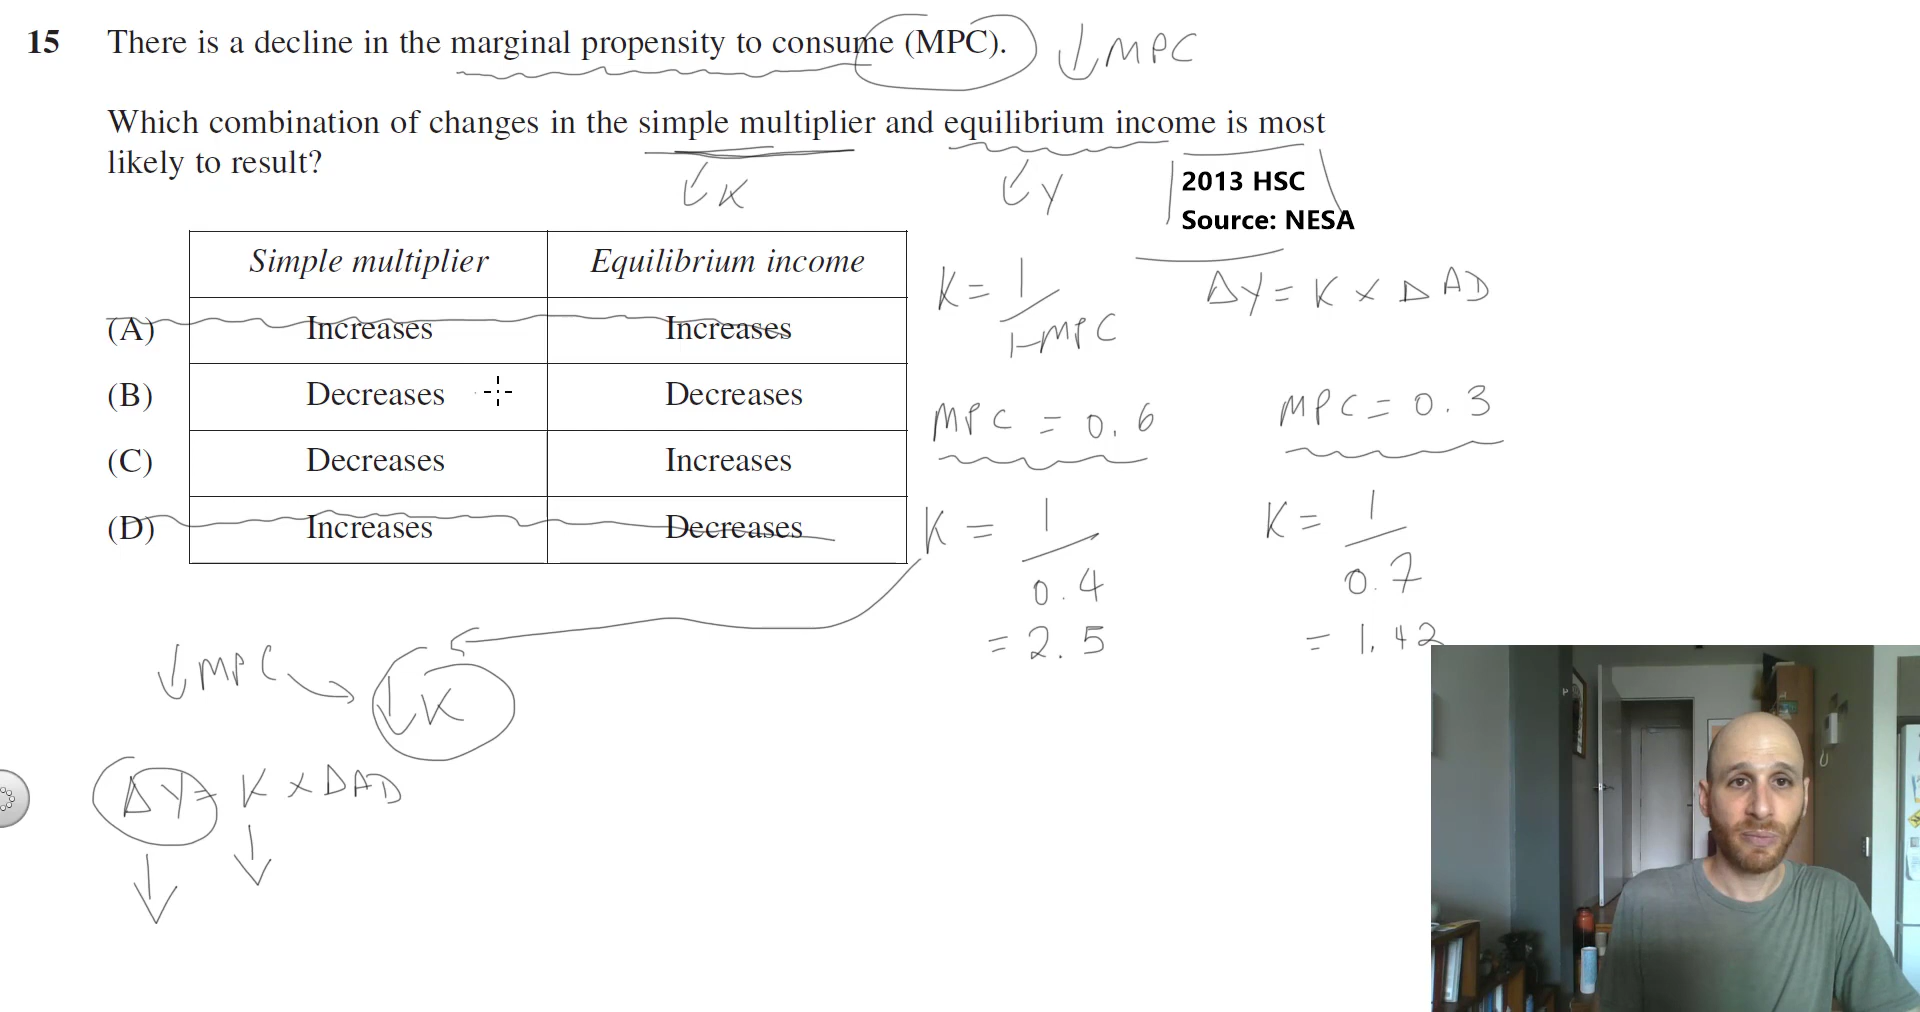 15 There is a decline in the marginal propensity to consume (MPC). ↓MPC
Which combination of changes in the simple multiplier and equilibrium income is most
likely to result?
↓K
↓Y
2013 HSC
Source: NESA
Simple multiplier Equilibrium income
(A) Increases Increases
(B) Decreases Decreases
(C) Decreases Increases
(D) Increases Decreases
K = 1/1-MPC
ΔY = K × ΔAD
MPC = 0.6
K = 1/0.4
= 2.5
MPC = 0.3
K = 1/0.7
= 1.42
↓MPC → ↓K
ΔY = K × ΔAD
↓ ↓